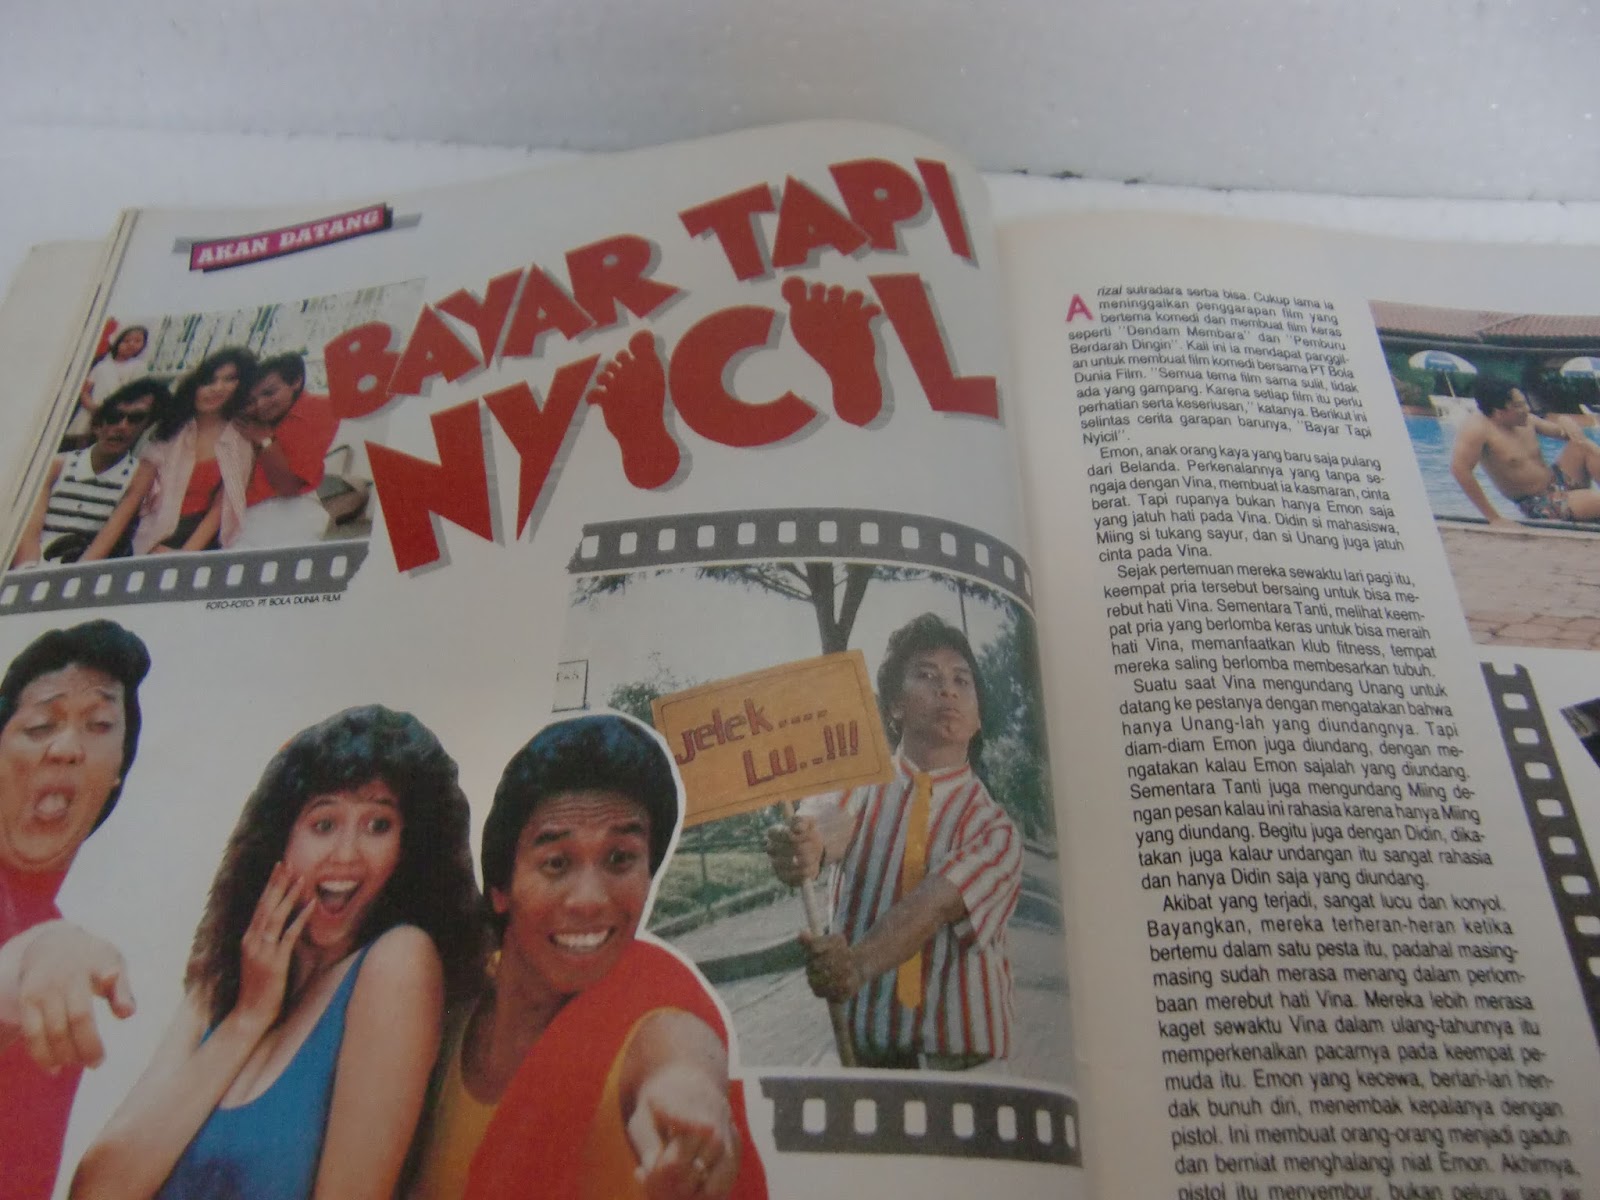 AKAN DATANG
BAYAR TAPI
NYICIL
FOTO-FOTO: PT BOLA DUNIA FILM
Jelek....
Lu..!!!
Arizal sutradara serba bisa. Cukup lama ia
meninggalkan penggarapan film yang
bertema komedi dan membuat film keras
seperti "Dendam Membara" dan "Pemburu
Berdarah Dingin". Kali ini ia mendapat panggil-
an untuk membuat film komedi bersama PT Bola
Dunia Film. "Semua tema film sama sulit, tidak
ada yang gampang. Karena setiap film itu perlu
perhatian serta keseriusan," katanya. Berikut ini
selintas cerita garapan barunya, "Bayar Tapi
Nyicil".
Emon, anak orang kaya yang baru saja pulang
dari Belanda. Perkenalannya yang tanpa se-
ngaja dengan Vina, membuat ia kasmaran, cinta
berat. Tapi rupanya bukan hanya Emon saja
yang jatuh hati pada Vina. Didin si mahasiswa,
Miing si tukang sayur, dan si Unang juga jatuh
cinta pada Vina.
Sejak pertemuan mereka sewaktu lari pagi itu,
keempat pria tersebut bersaing untuk bisa me-
rebut hati Vina. Sementara Tanti, melihat keem-
pat pria yang berlomba keras untuk bisa meraih
hati Vina, memanfaatkan klub fitness, tempat
mereka saling berlomba membesarkan tubuh.
Suatu saat Vina mengundang Unang untuk
datang ke pestanya dengan mengatakan bahwa
hanya Unang-lah yang diundangnya. Tapi
diam-diam Emon juga diundang, dengan me-
ngatakan kalau Emon sajalah yang diundang.
Sementara Tanti juga mengundang Miing de-
ngan pesan kalau ini rahasia karena hanya Miing
yang diundang. Begitu juga dengan Didin, dika-
takan juga kalau undangan itu sangat rahasia
dan hanya Didin saja yang diundang.
Akibat yang terjadi, sangat lucu dan konyol.
Bayangkan, mereka terheran-heran ketika
bertemu dalam satu pesta itu, padahal masing-
masing sudah merasa menang dalam perlom-
baan merebut hati Vina. Mereka lebih merasa
kaget sewaktu Vina dalam ulang-tahunnya itu
memperkenalkan pacarnya pada keempat pe-
muda itu. Emon yang kecewa, berlari-lari hen-
dak bunuh diri, menembak kepalanya dengan
pistol. Ini membuat orang-orang menjadi gaduh
dan berniat menghalangi niat Emon. Akhirnya,
pistol itu menyembur, bukan peluru, tapi air